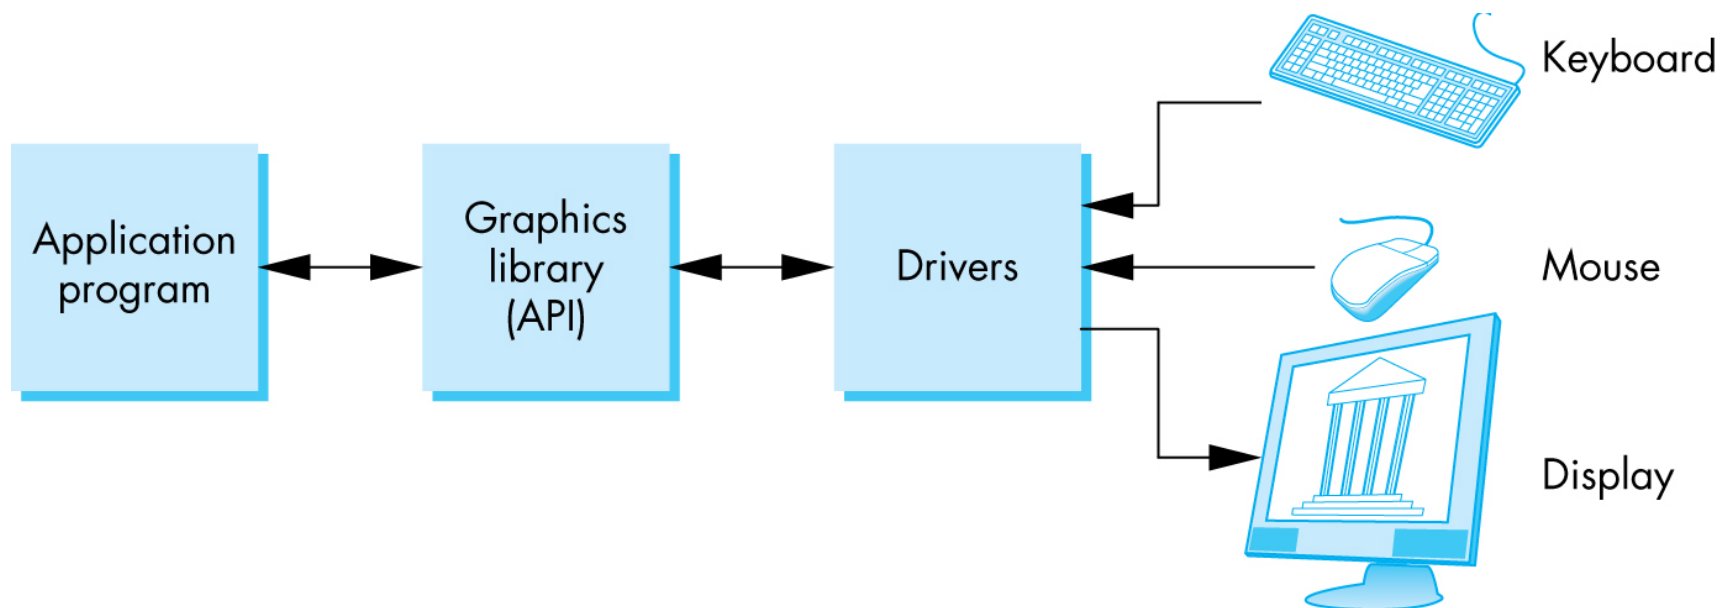 Application
program
Graphics
library
(API)
Drivers
Keyboard
Mouse
Display